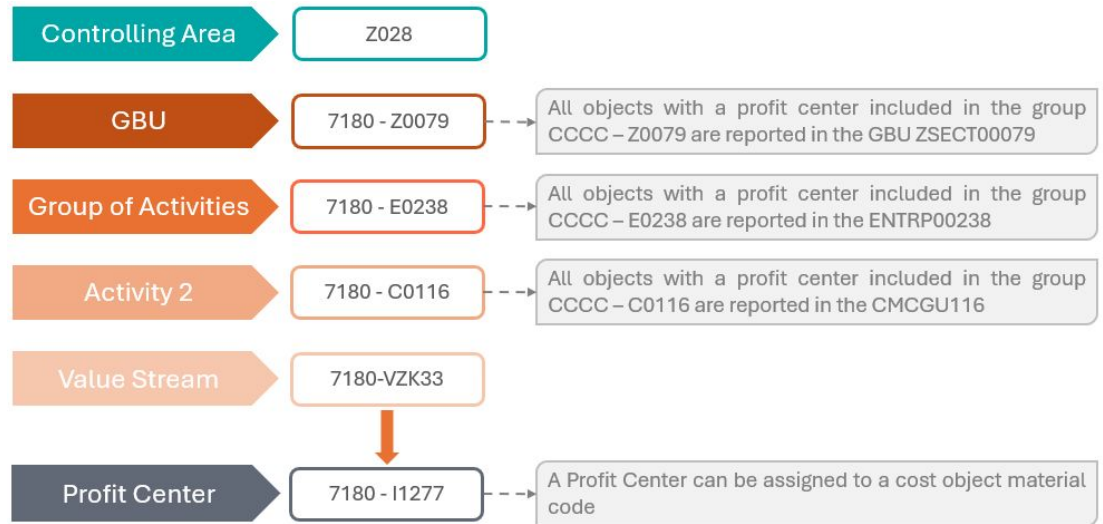 Controlling Area
Z028
GBU
7180 - Z0079
All objects with a profit center included in the group
CCCC – Z0079 are reported in the GBU ZSECT00079
Group of Activities
7180 - E0238
All objects with a profit center included in the group
CCCC – E0238 are reported in the ENTRP00238
Activity 2
7180 - C0116
All objects with a profit center included in the group
CCCC – C0116 are reported in the CMCGU116
Value Stream
7180-VZK33
Profit Center
7180 - I1277
A Profit Center can be assigned to a cost object material
code